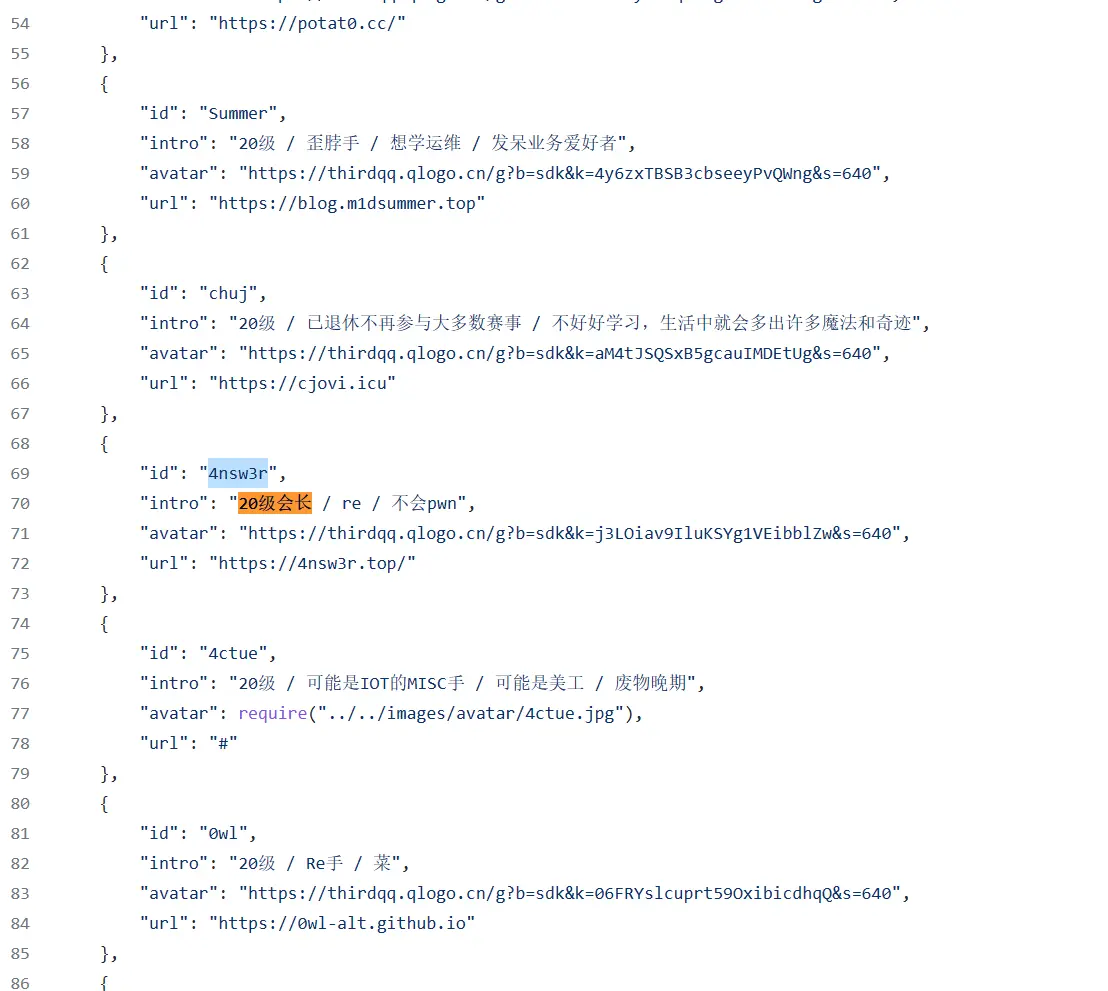 54 "url": "https://potat0.cc/"
55 },
56 {
57 "id": "Summer",
58 "intro": "20级 / 歪脖手 / 想学运维 / 发呆业务爱好者",
59 "avatar": "https://thirdqq.qlogo.cn/g?b=sdk&k=4y6zxTBSB3cbseeyPvQWng&s=640",
60 "url": "https://blog.m1dsummer.top"
61 },
62 {
63 "id": "chuj",
64 "intro": "20级 / 已退休不再参与大多数赛事 / 不好好学习，生活中就会多出许多魔法和奇迹",
65 "avatar": "https://thirdqq.qlogo.cn/g?b=sdk&k=aM4tJSQSxB5gcauIMDEtUg&s=640",
66 "url": "https://cjovi.icu"
67 },
68 {
69 "id": "4nsw3r",
70 "intro": "20级会长 / re / 不会pwn",
71 "avatar": "https://thirdqq.qlogo.cn/g?b=sdk&k=j3LOiav9IluKSYg1VEibblZw&s=640",
72 "url": "https://4nsw3r.top/"
73 },
74 {
75 "id": "4ctue",
76 "intro": "20级 / 可能是IOT的MISC手 / 可能是美工 / 废物晚期",
77 "avatar": require("../../images/avatar/4ctue.jpg"),
78 "url": "#"
79 },
80 {
81 "id": "0wl",
82 "intro": "20级 / Re手 / 菜",
83 "avatar": "https://thirdqq.qlogo.cn/g?b=sdk&k=06FRYslcuprt59OxibicdhqQ&s=640",
84 "url": "https://0wl-alt.github.io"
85 },
86 {